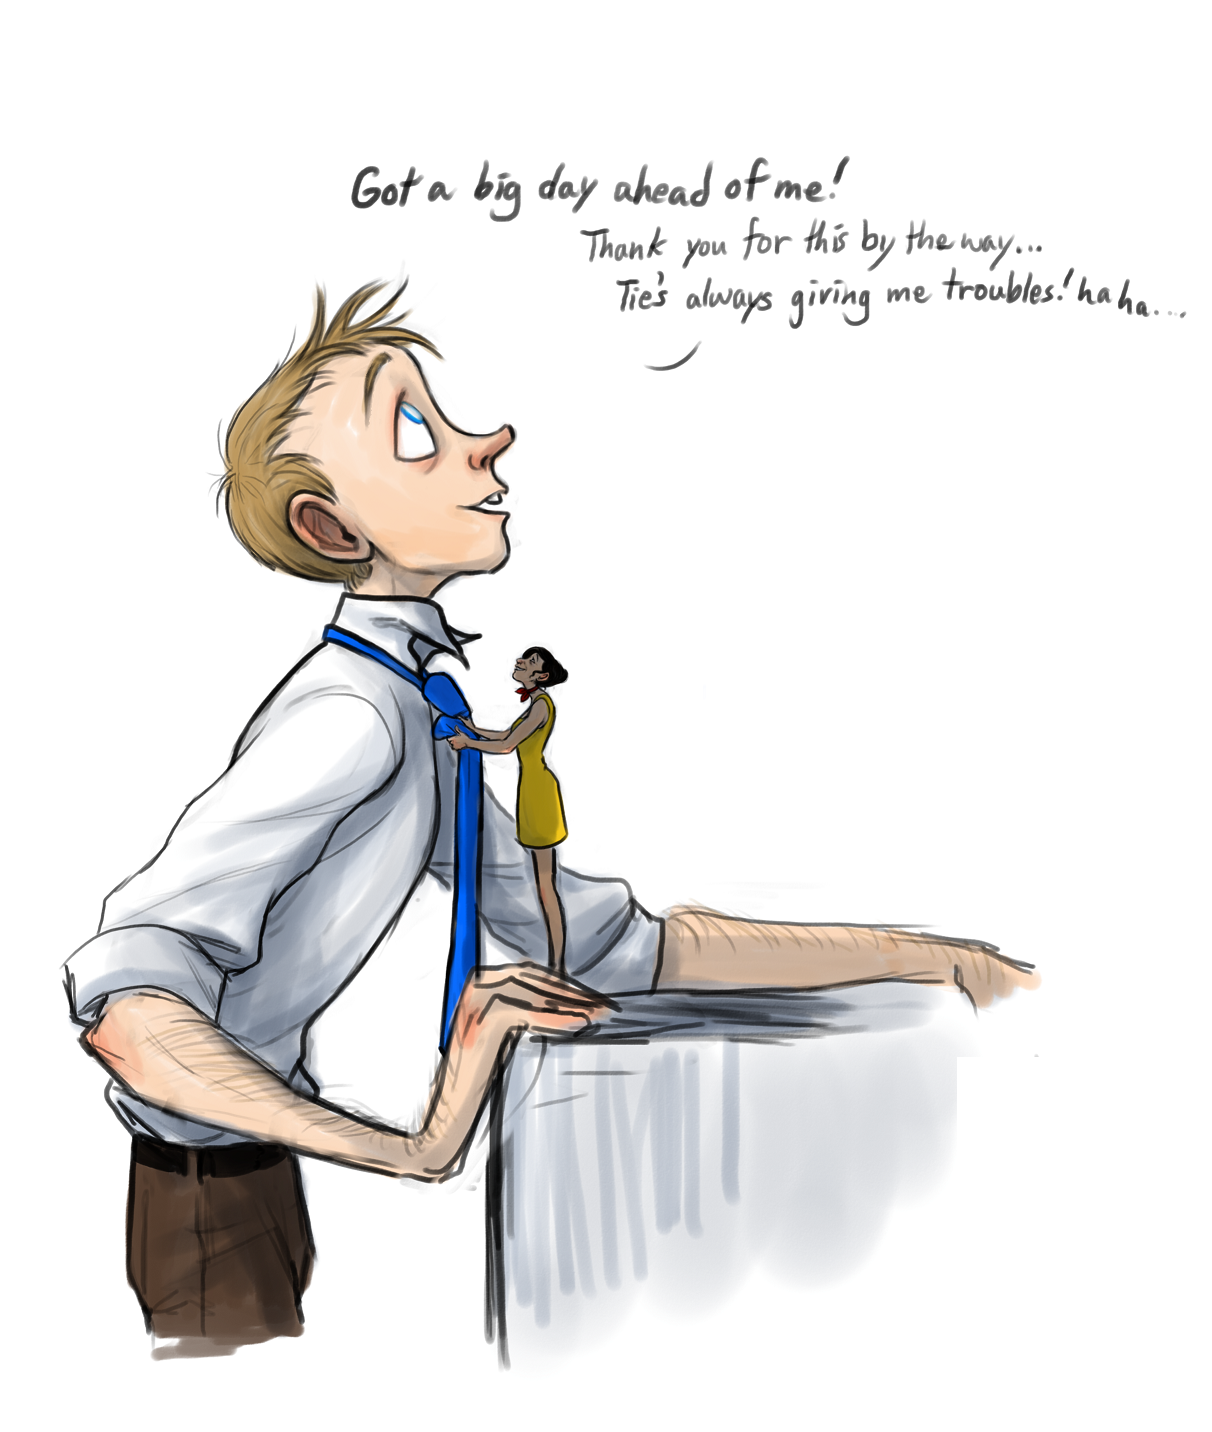 Got a big day ahead of me!
Thank you for this by the way...
Tie's always giving me troubles! haha....